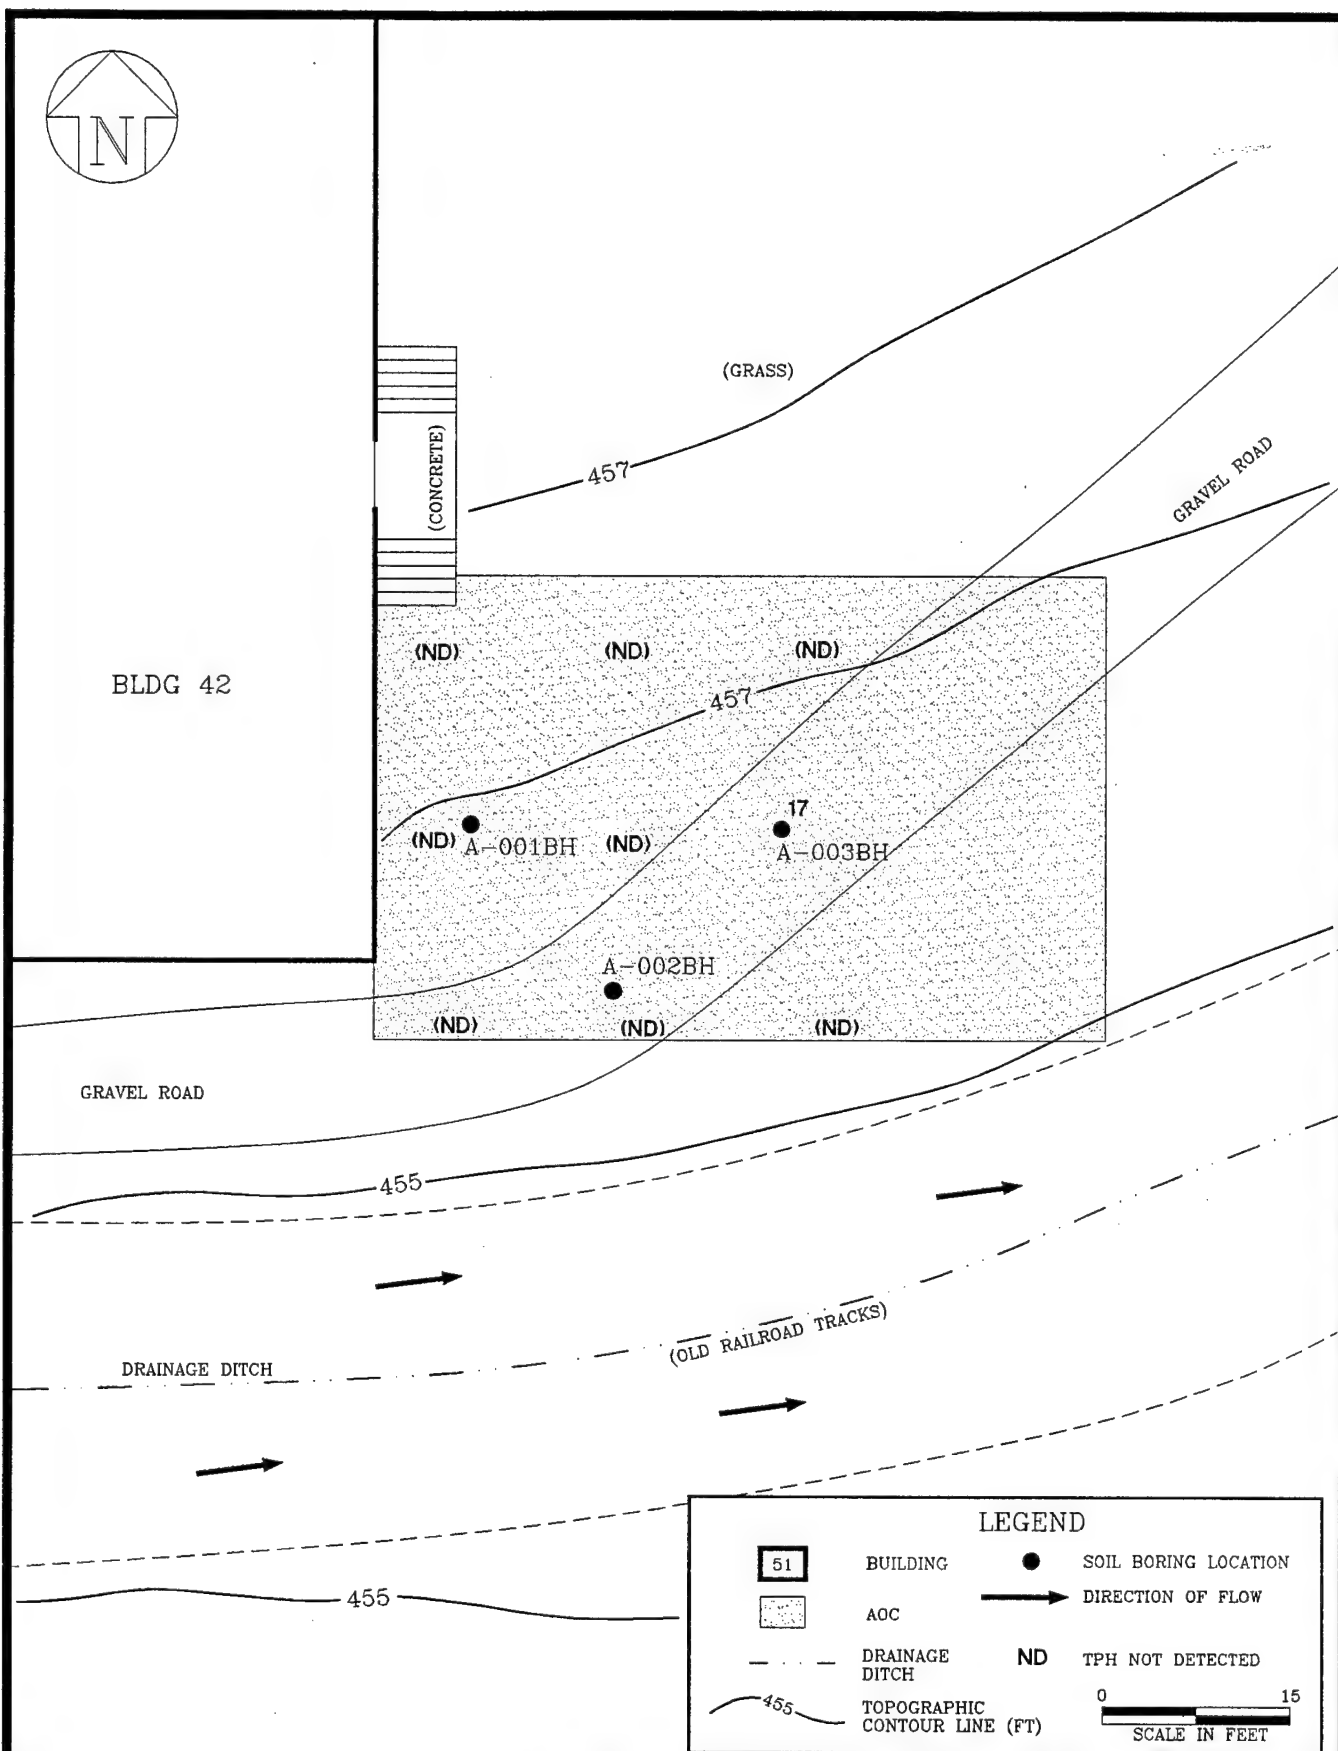 N
(GRASS)
(CONCRETE)
457
GRAVEL ROAD
(ND) (ND) (ND)
BLDG 42
457
17
(ND) A-001BH (ND) A-003BH
A-002BH
(ND) (ND) (ND)
GRAVEL ROAD
455
(OLD RAILROAD TRACKS)
DRAINAGE DITCH
455
LEGEND
51 BUILDING
SOIL BORING LOCATION
AOC
DIRECTION OF FLOW
DRAINAGE
DITCH
ND TPH NOT DETECTED
455 TOPOGRAPHIC
CONTOUR LINE (FT)
0 15
SCALE IN FEET